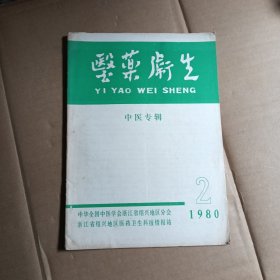 醫藥衛生
YI YAO WEI SHENG
中医专辑
2
1980
中华全国中医学会浙江省绍兴地区分会
浙江省绍兴地区医药卫生科技情报站